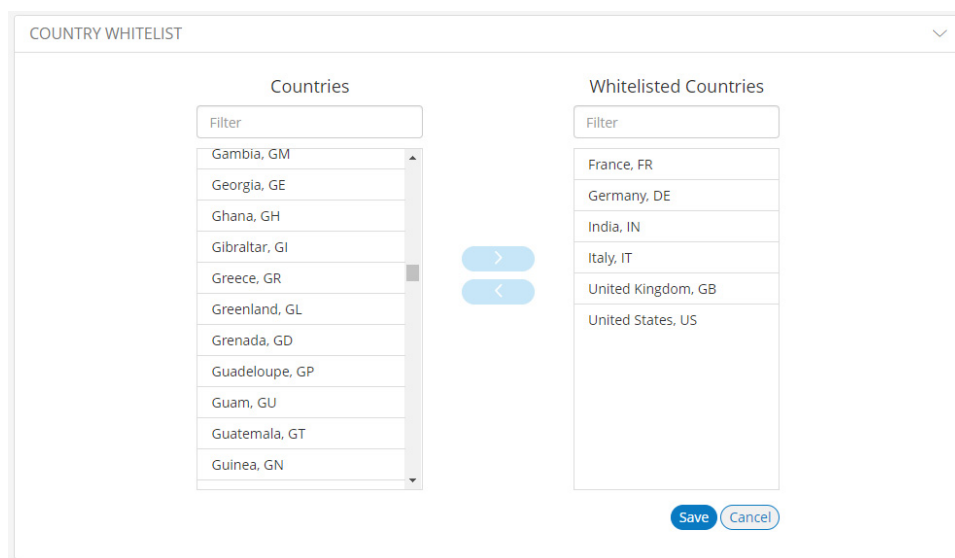 COUNTRY WHITELIST
Countries
Filter
Gambia, GM
Georgia, GE
Ghana, GH
Gibraltar, GI
Greece, GR
Greenland, GL
Grenada, GD
Guadeloupe, GP
Guam, GU
Guatemala, GT
Guinea, GN
Whitelisted Countries
Filter
France, FR
Germany, DE
India, IN
Italy, IT
United Kingdom, GB
United States, US
Save
Cancel